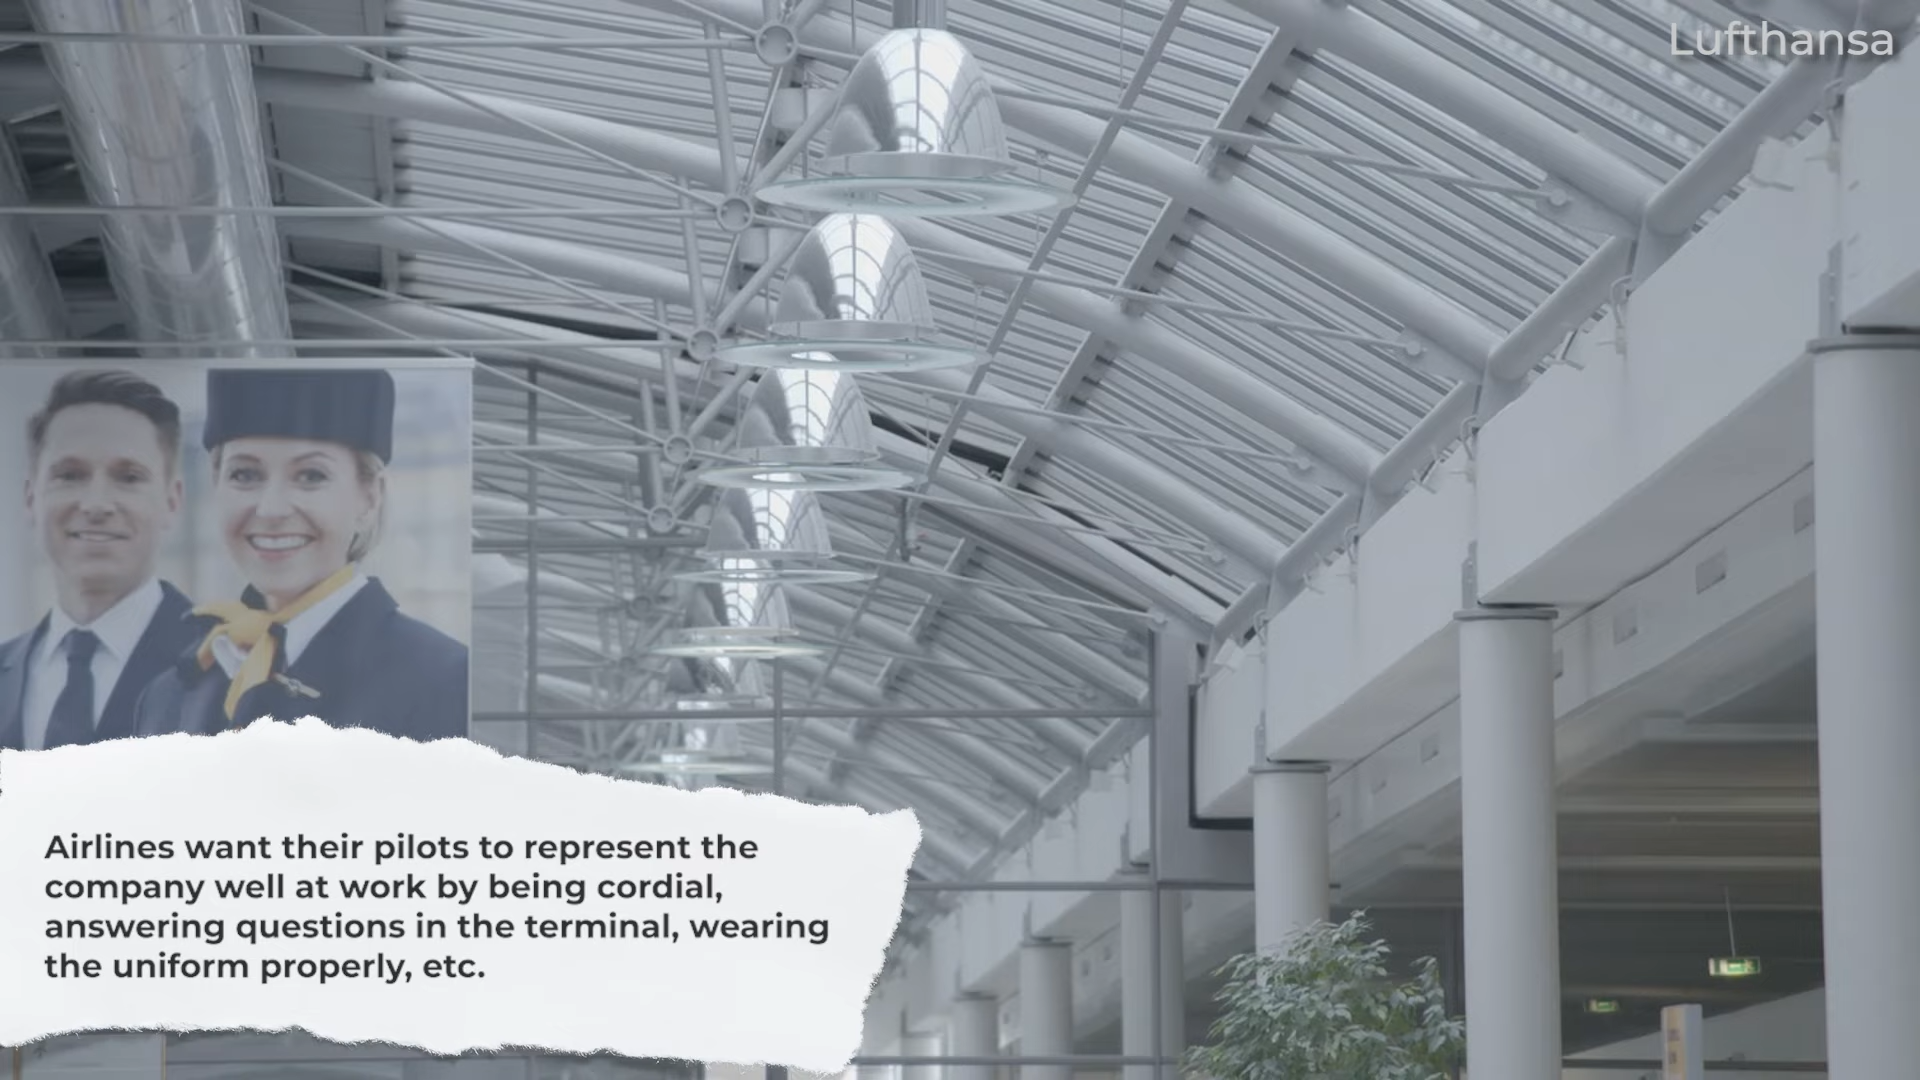 Lufthansa
Airlines want their pilots to represent the
company well at work by being cordial,
answering questions in the terminal, wearing
the uniform properly, etc.